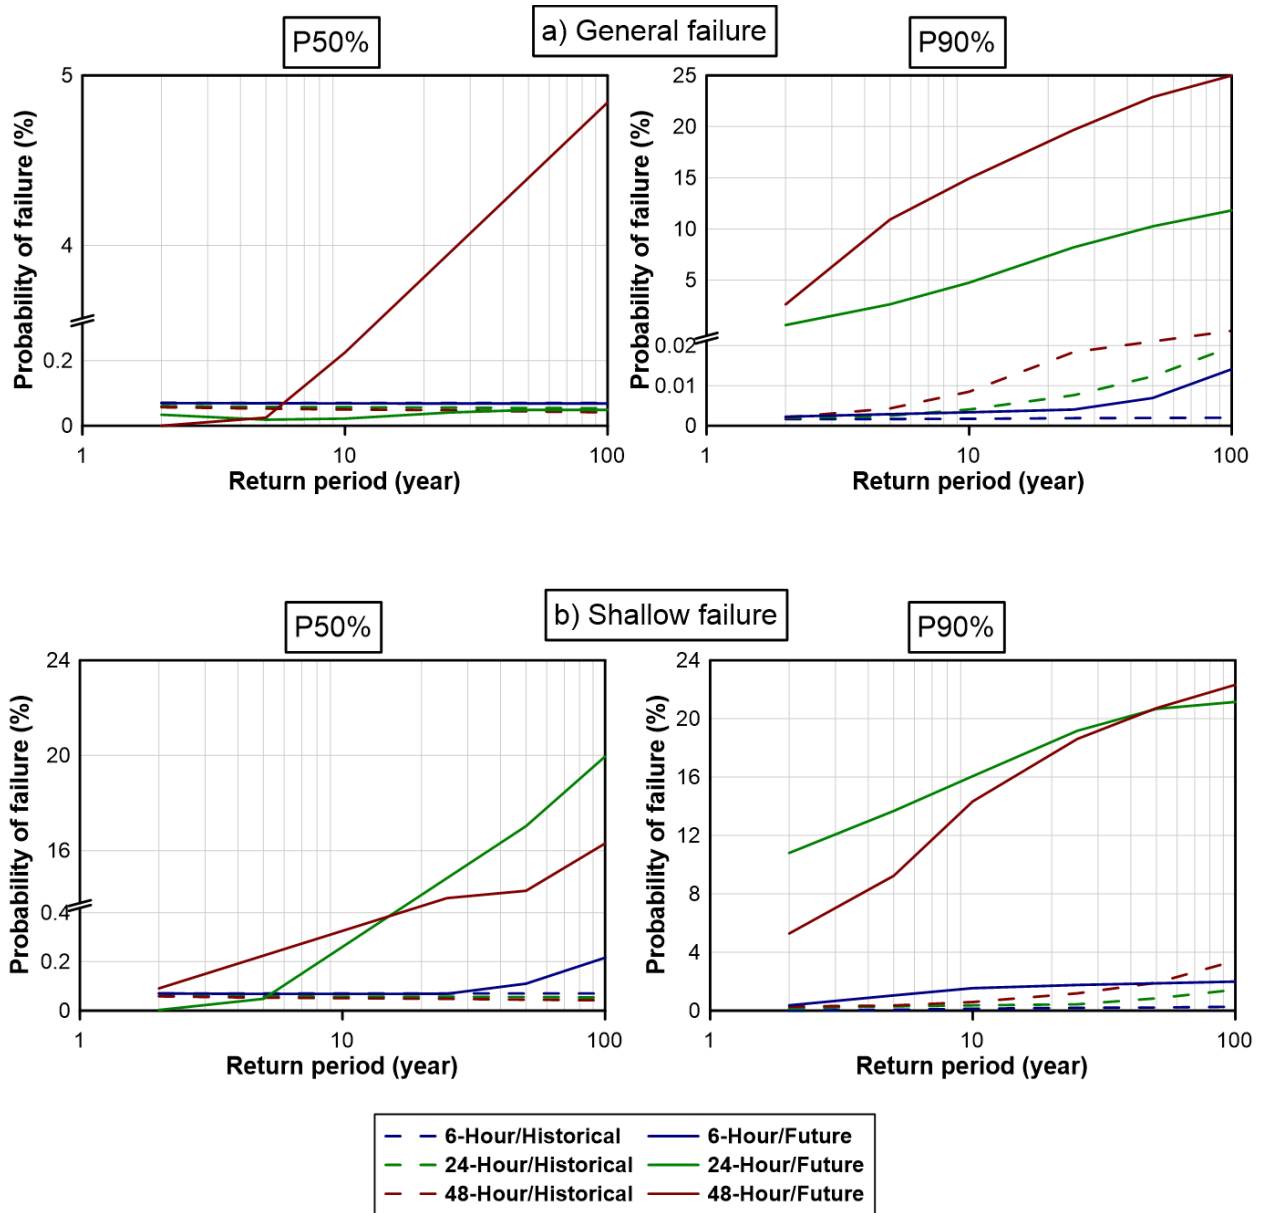 a) General failure
P50%
P90%
Probability of failure (%)
5
4
0.2
0
1
10
100
Return period (year)
Probability of failure (%)
25
20
15
10
5
0.02
0.01
0
1
10
100
Return period (year)
b) Shallow failure
P50%
P90%
Probability of failure (%)
24
20
16
0.4
0.2
0
1
10
100
Return period (year)
Probability of failure (%)
24
20
16
12
8
4
0
1
10
100
Return period (year)
6-Hour/Historical
6-Hour/Future
24-Hour/Historical
24-Hour/Future
48-Hour/Historical
48-Hour/Future